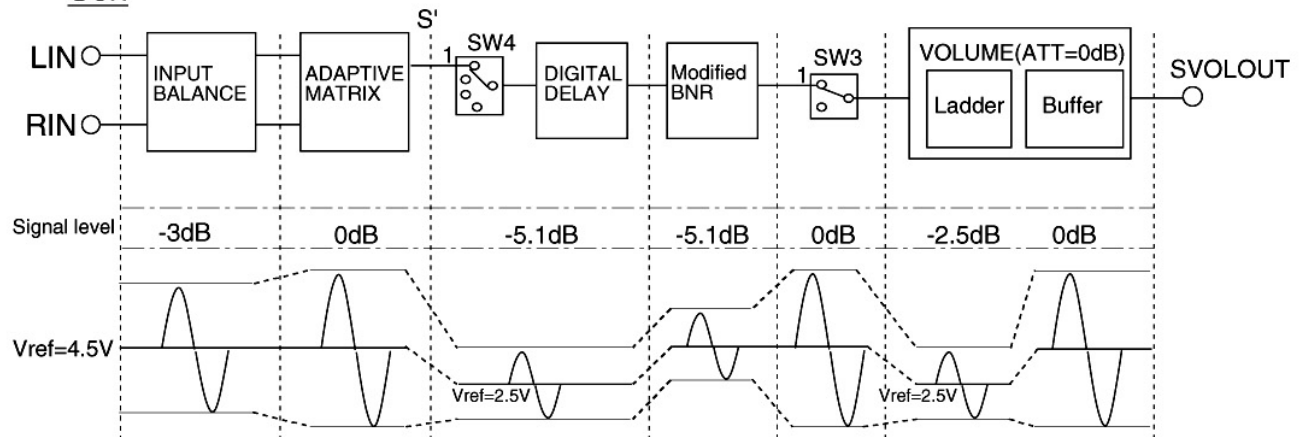 S'
LIN
RIN
INPUT
BALANCE
ADAPTIVE
MATRIX
1
SW4
DIGITAL
DELAY
Modified
BNR
1
SW3
VOLUME(ATT=0dB)
Ladder
Buffer
SVOLOUT
Signal level
-3dB
0dB
-5.1dB
-5.1dB
0dB
-2.5dB
0dB
Vref=4.5V
Vref=2.5V
Vref=2.5V